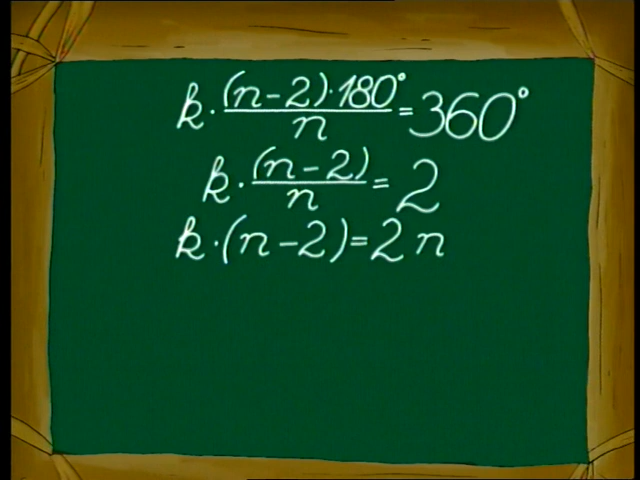 k · (n-2)·180° / n = 360°
k · (n-2) / n = 2
k·(n-2)=2n